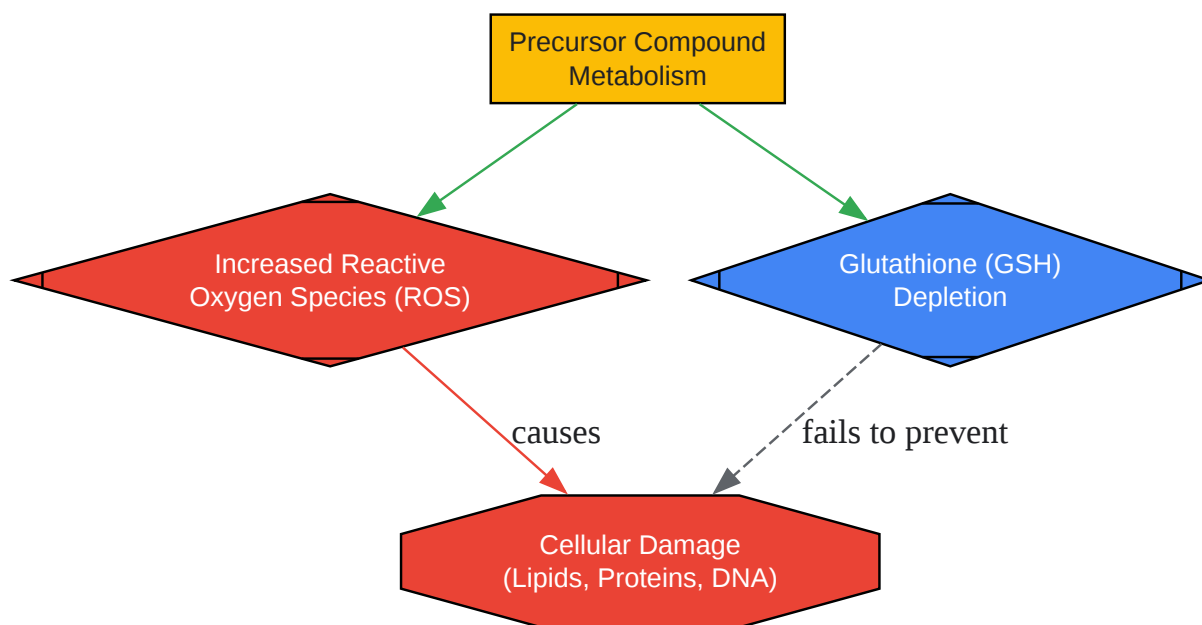 Precursor Compound
Metabolism
Increased Reactive
Oxygen Species (ROS)
Glutathione (GSH)
Depletion
causes
fails to prevent
Cellular Damage
(Lipids, Proteins, DNA)